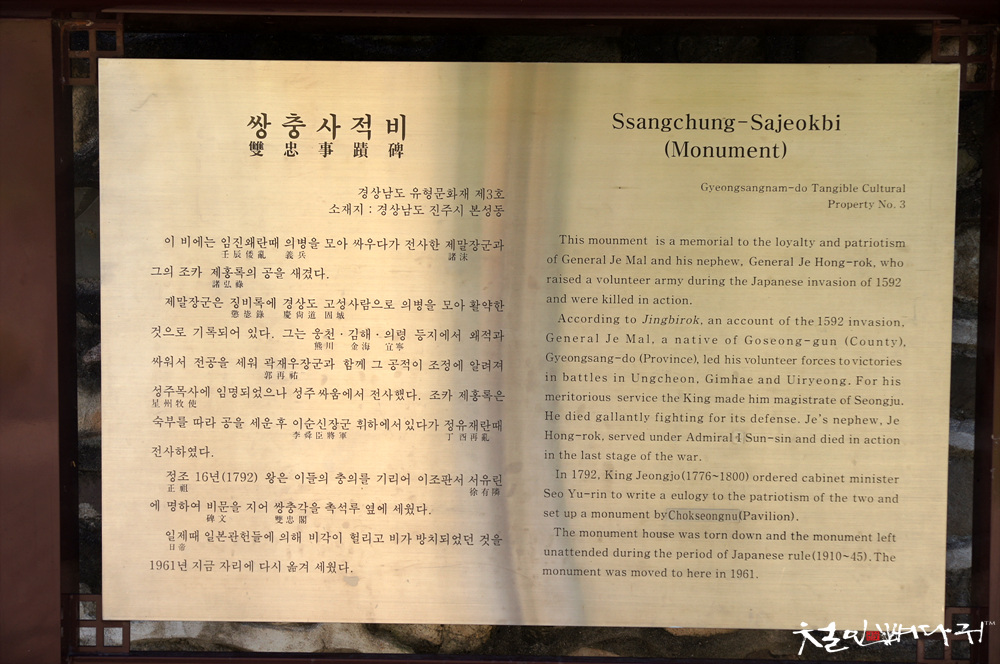 쌍충사적비
雙忠事蹟碑
경상남도 유형문화재 제3호
소재지 : 경상남도 진주시 본성동
이 비에는 임진왜란때 의병을 모아 싸우다가 전사한 제말장군과
壬辰倭亂 義兵 諸沫
그의 조카 제홍록의 공을 새겼다.
諸弘祿
제말장군은 징비록에 경상도 고성사람으로 의병을 모아 활약한
懲毖錄 慶尙道 固城
것으로 기록되어 있다. 그는 웅천·김해·의령 등지에서 왜적과
熊川 金海 宜寧
싸워서 전공을 세워 곽재우장군과 함께 그 공적이 조정에 알려져
郭再祐
성주목사에 임명되었으나 성주 싸움에서 전사했다. 조카 제홍록은
星州牧使
숙부를 따라 공을 세운 후 이순신장군 휘하에서 있다가 정유재란때
李舜臣將軍 丁酉再亂
전사하였다.
정조 16년(1792) 왕은 이들의 충의를 기리어 이조판서 서유린
正祖 徐有隣
에 명하여 비문을 지어 쌍충각을 촉석루 옆에 세웠다.
碑文 雙忠閣
일제때 일본관헌들에 의해 비각이 헐리고 비가 방치되었던 것을
日帝
1961년 지금 자리에 다시 옮겨 세웠다.
Ssangchung-Sajeokbi
(Monument)
Gyeongsangnam-do Tangible Cultural
Property No. 3
This mounment is a memorial to the loyalty and patriotism
of General Je Mal and his nephew, General Je Hong-rok, who
raised a volunteer army during the Japanese invasion of 1592
and were killed in action.
According to Jingbirok, an account of the 1592 invasion,
General Je Mal, a native of Goseong-gun (County),
Gyeongsang-do (Province), led his volunteer forces to victories
in battles in Ungcheon, Gimhae and Uiryeong. For his
meritorious service the King made him magistrate of Seongju.
He died gallantly fighting for its defense. Je's nephew, Je
Hong-rok, served under Admiral I Sun-sin and died in action
in the last stage of the war.
In 1792, King Jeongjo(1776~1800) ordered cabinet minister
Seo Yu-rin to write a eulogy to the patriotism of the two and
set up a monument by Chokseongnu(Pavilion).
The monument house was torn down and the monument left
unattended during the period of Japanese rule(1910~45). The
monument was moved to here in 1961.